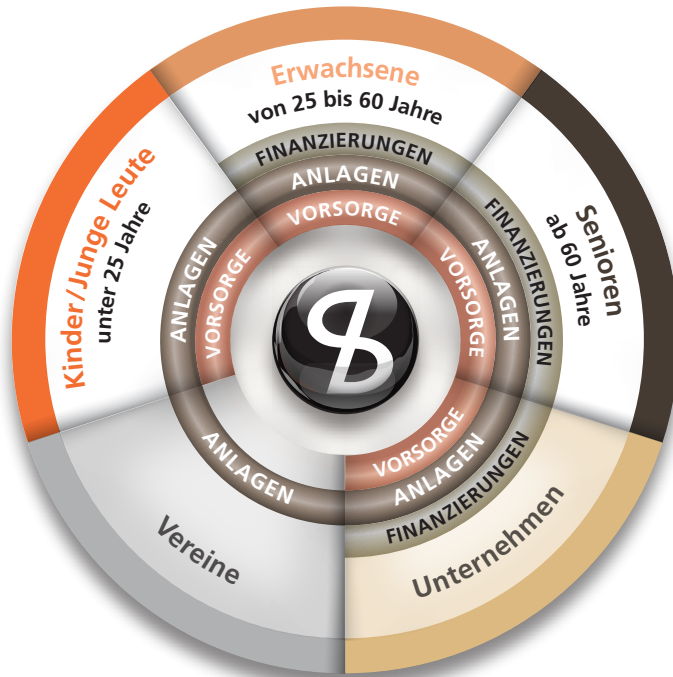 Erwachsene
von 25 bis 60 Jahre
FINANZIERUNGEN
ANLAGEN
VORSORGE
Senioren
ab 60 Jahre
FINANZIERUNGEN
ANLAGEN
VORSORGE
Unternehmen
FINANZIERUNGEN
ANLAGEN
VORSORGE
Vereine
ANLAGEN
Kinder/Junge Leute
unter 25 Jahre
ANLAGEN
VORSORGE